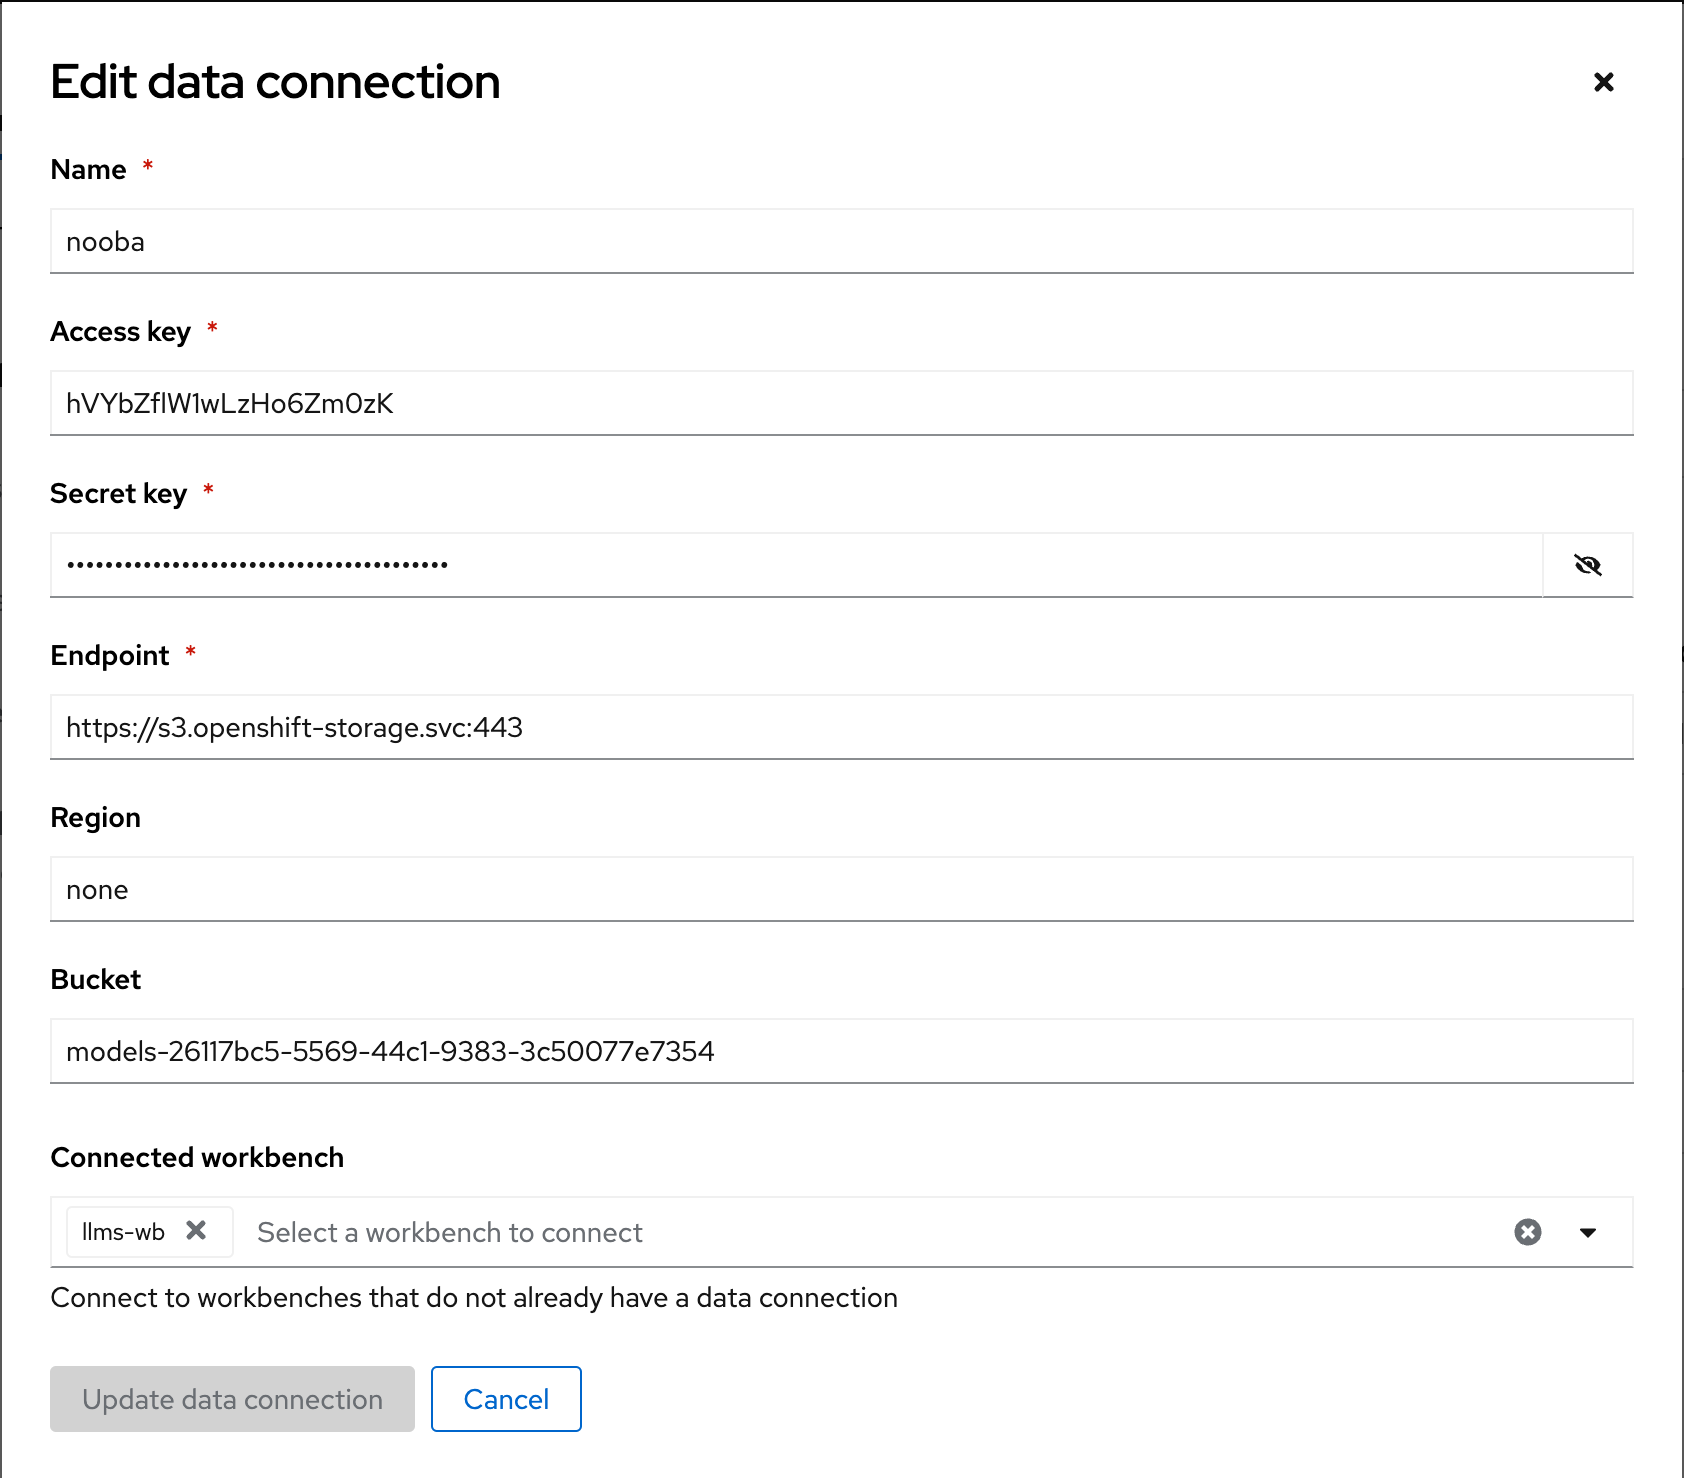 Edit data connection
Name *
nooba
Access key *
hVYbZflW1wLzHo6Zm0zK
Secret key *
••••••••••••••••••••••••••••••••••••••••
Endpoint *
https://s3.openshift-storage.svc:443
Region
none
Bucket
models-26117bc5-5569-44c1-9383-3c50077e7354
Connected workbench
llms-wb Select a workbench to connect
Connect to workbenches that do not already have a data connection
Update data connection Cancel